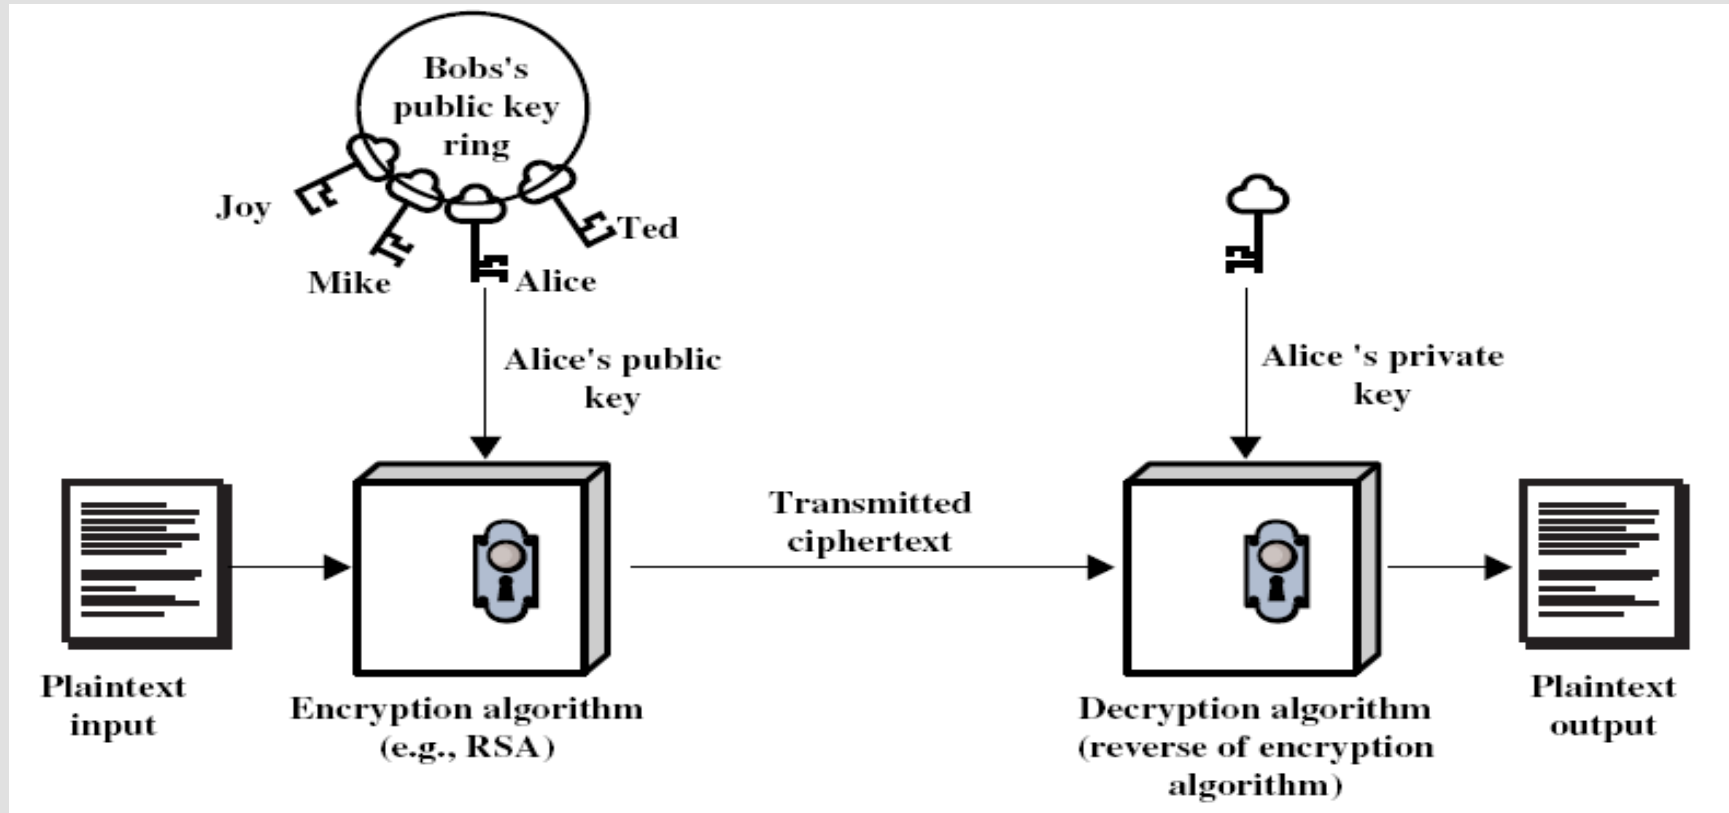 Bobs's
public key
ring
Joy
Ted
Mike
Alice
Alice's public
key
Alice 's private
key
Transmitted
ciphertext
Plaintext
input
Encryption algorithm
(e.g., RSA)
Decryption algorithm
(reverse of encryption
algorithm)
Plaintext
output